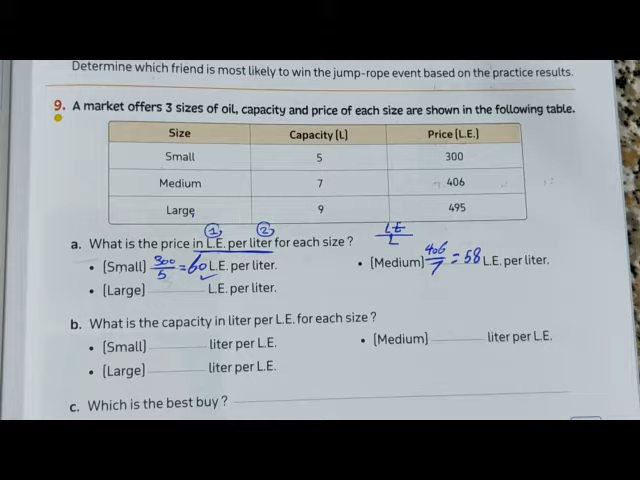 Determine which friend is most likely to win the jump-rope event based on the practice results.
9. A market offers 3 sizes of oil, capacity and price of each size are shown in the following table.
Size Capacity (L) Price (L.E.)
Small 5 300
Medium 7 406
Large 9 495
1 2 LE
a. What is the price in L.E. per liter for each size ? L
• (Small) 300/5 = 60 L.E. per liter. • (Medium) 406/7 = 58 L.E. per liter.
• (Large) ________ L.E. per liter.
b. What is the capacity in liter per L.E. for each size ?
• (Small) ________ liter per L.E. • (Medium) ________ liter per L.E.
• (Large) ________ liter per L.E.
c. Which is the best buy ? ________